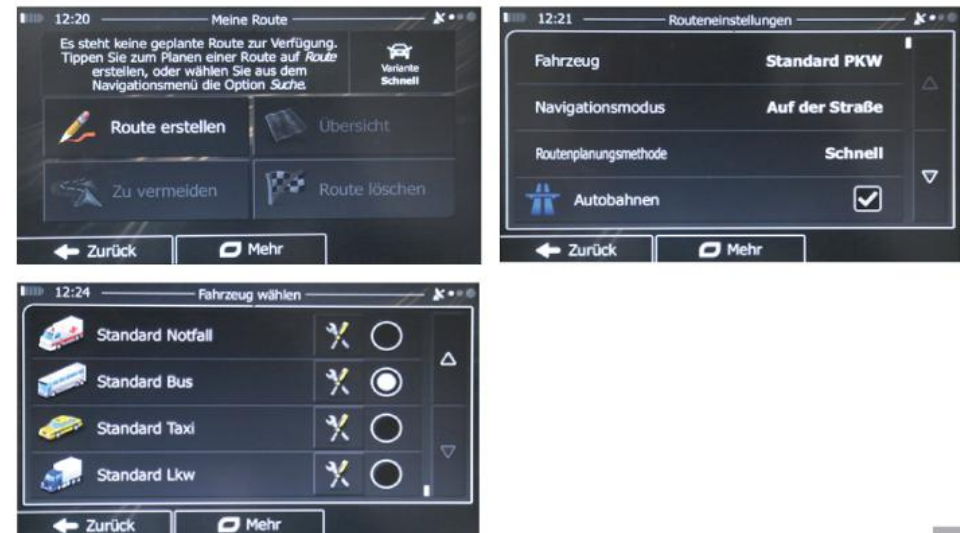 12:20 Meine Route
Es steht keine geplante Route zur Verfügung.
Tippen Sie zum Planen einer Route auf Route
erstellen, oder wählen Sie aus dem
Navigationsmenü die Option Suche.
Variante
Schnell
Route erstellen
Übersicht
Zu vermeiden
Route löschen
Zurück
Mehr
12:21 Routeneinstellungen
Fahrzeug Standard PKW
Navigationsmodus Auf der Straße
Routenplanungsmethode Schnell
Autobahnen
Zurück
Mehr
12:24 Fahrzeug wählen
Standard Notfall
Standard Bus
Standard Taxi
Standard Lkw
Zurück
Mehr